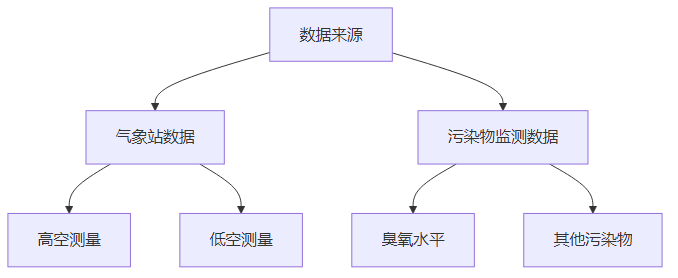 数据来源
气象站数据
污染物监测数据
高空测量
低空测量
臭氧水平
其他污染物